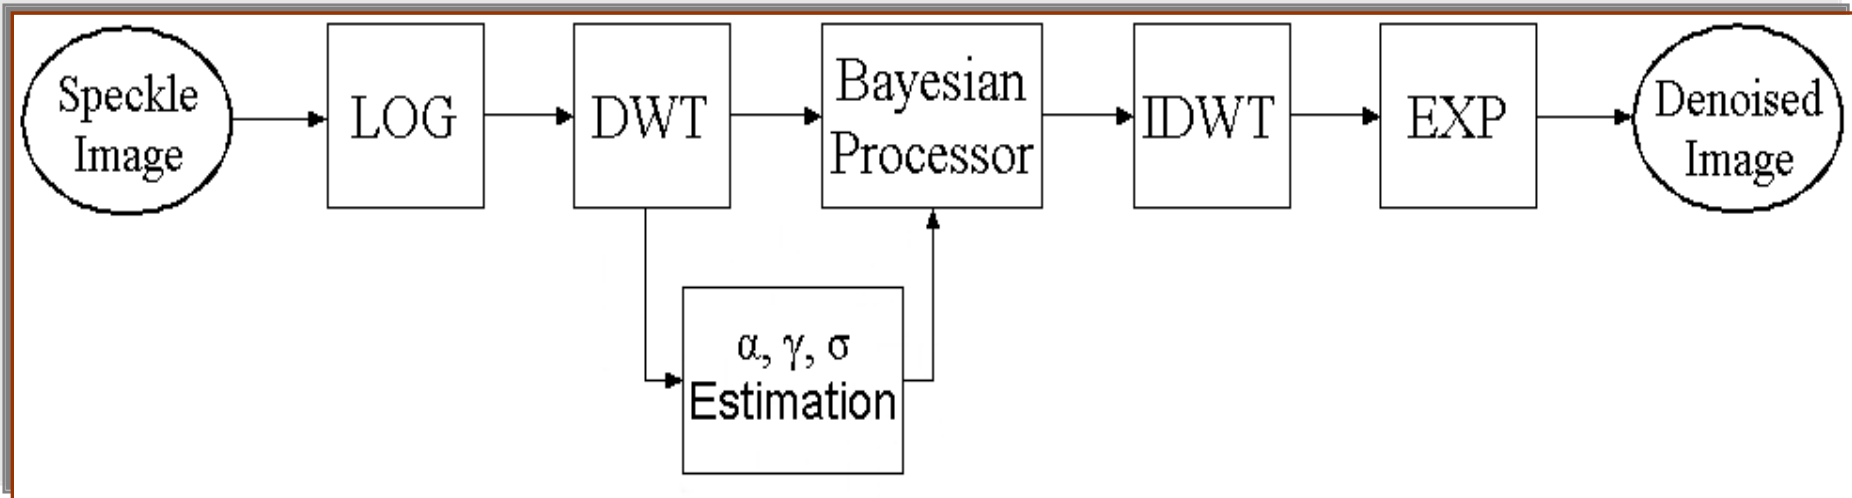 Speckle
Image
LOG
DWT
Bayesian
Processor
IDWT
EXP
Denoised
Image
α, γ, σ
Estimation